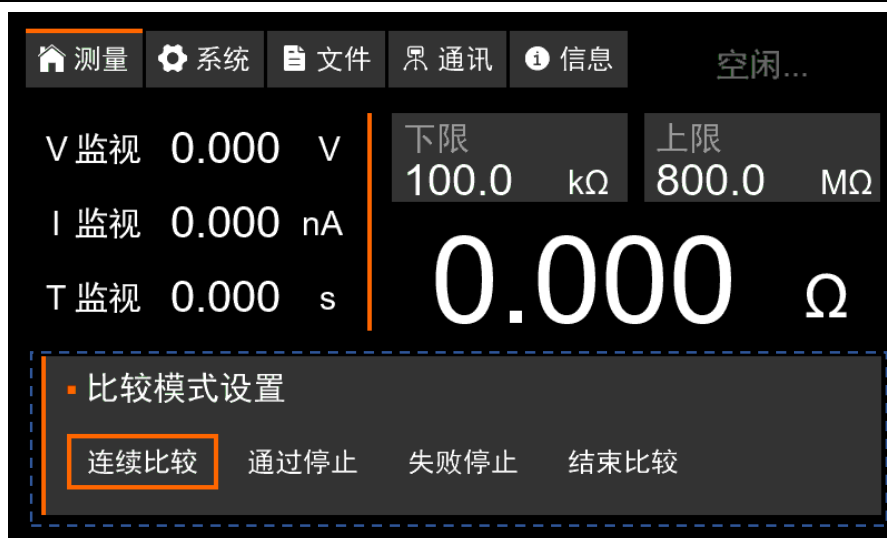 测量 系统 文件 通讯 信息 空闲...
V 监视 0.000 V
I 监视 0.000 nA
T 监视 0.000 s
下限 上限
100.0 kΩ 800.0 MΩ
0.000 Ω
比较模式设置
连续比较 通过停止 失败停止 结束比较